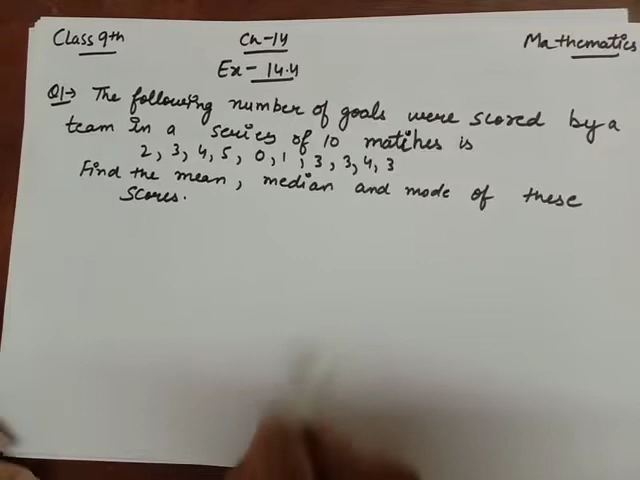 Class 9th
Ch-14
Mathematics
Ex- 14.4
Q1→ The following number of goals were scored by a
team in a series of 10 matches is
2, 3, 4, 5, 0, 1, 3, 3, 4, 3
Find the mean, median and mode of these
Scores.